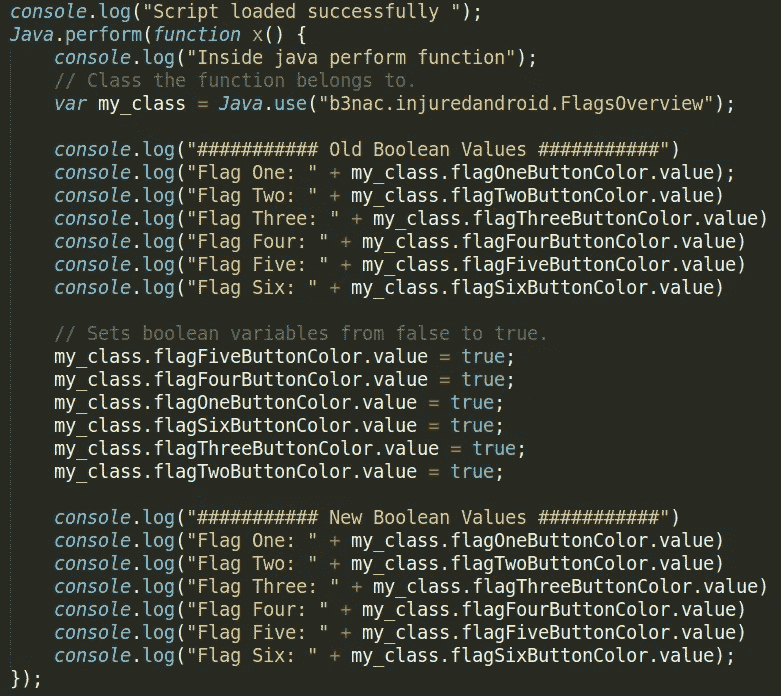 console.log("Script loaded successfully ");
Java.perform(function x() {
    console.log("Inside java perform function");
    // Class the function belongs to.
    var my_class = Java.use("b3nac.injuredandroid.FlagsOverview");

    console.log("########### Old Boolean Values ###########")
    console.log("Flag One: " + my_class.flagOneButtonColor.value);
    console.log("Flag Two: " + my_class.flagTwoButtonColor.value)
    console.log("Flag Three: " + my_class.flagThreeButtonColor.value)
    console.log("Flag Four: " + my_class.flagFourButtonColor.value)
    console.log("Flag Five: " + my_class.flagFiveButtonColor.value)
    console.log("Flag Six: " + my_class.flagSixButtonColor.value)

    // Sets boolean variables from false to true.
    my_class.flagFiveButtonColor.value = true;
    my_class.flagFourButtonColor.value = true;
    my_class.flagOneButtonColor.value = true;
    my_class.flagSixButtonColor.value = true;
    my_class.flagThreeButtonColor.value = true;
    my_class.flagTwoButtonColor.value = true;

    console.log("########### New Boolean Values ###########")
    console.log("Flag One: " + my_class.flagOneButtonColor.value)
    console.log("Flag Two: " + my_class.flagTwoButtonColor.value)
    console.log("Flag Three: " + my_class.flagThreeButtonColor.value)
    console.log("Flag Four: " + my_class.flagFourButtonColor.value)
    console.log("Flag Five: " + my_class.flagFiveButtonColor.value)
    console.log("Flag Six: " + my_class.flagSixButtonColor.value);
});